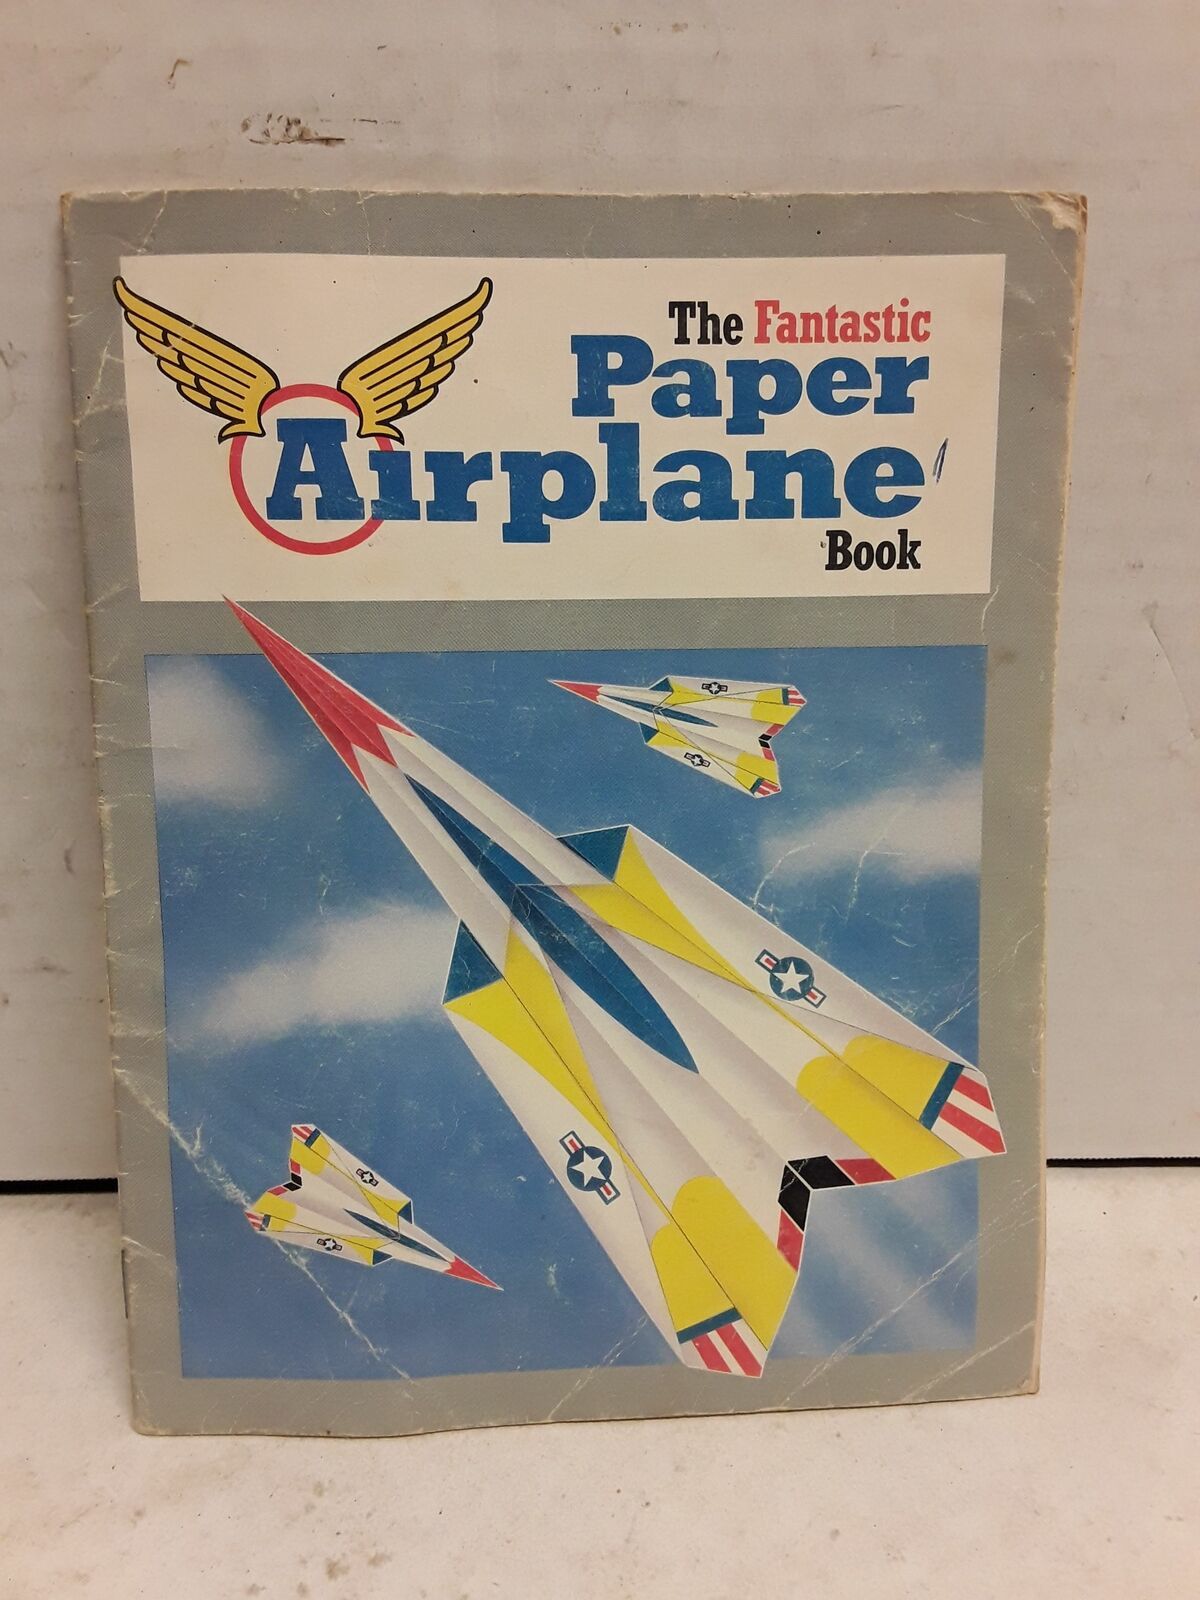 The Fantastic
Paper
Airplane
Book